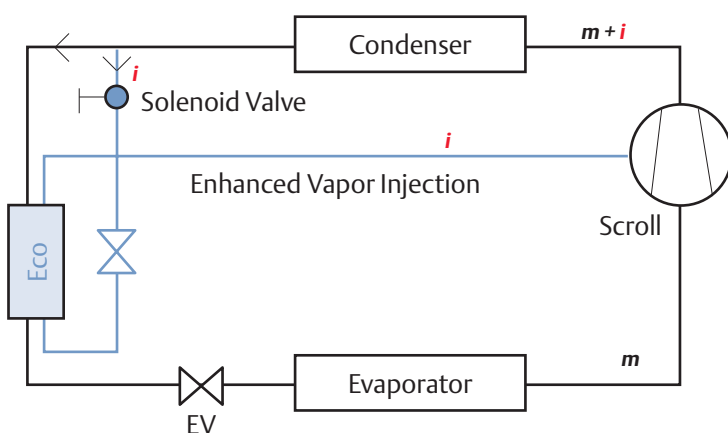 Condenser
m + i
i
Solenoid Valve
i
Enhanced Vapor Injection
Scroll
Eco
m
Evaporator
EV